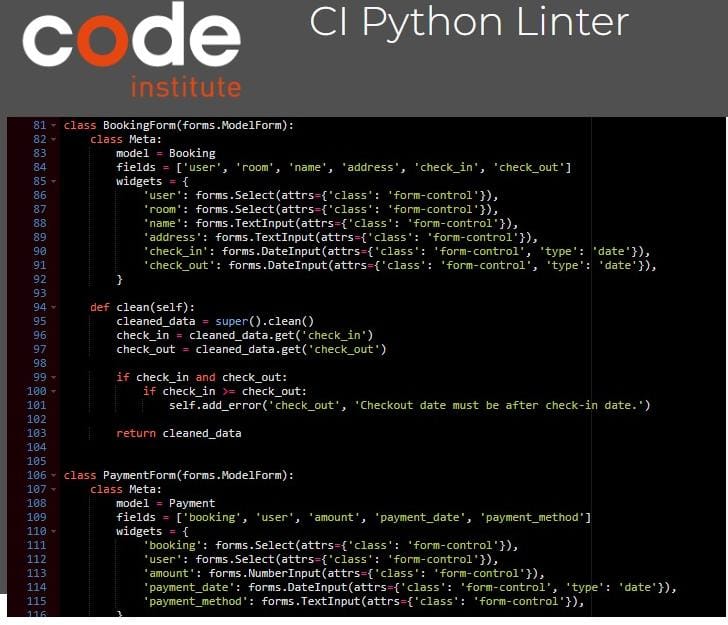 code
institute
CI Python Linter
81 class BookingForm(forms.ModelForm):
82 class Meta:
83 model = Booking
84 fields = ['user', 'room', 'name', 'address', 'check_in', 'check_out']
85 widgets = {
86 'user': forms.Select(attrs={'class': 'form-control'}),
87 'room': forms.Select(attrs={'class': 'form-control'}),
88 'name': forms.TextInput(attrs={'class': 'form-control'}),
89 'address': forms.TextInput(attrs={'class': 'form-control'}),
90 'check_in': forms.DateInput(attrs={'class': 'form-control', 'type': 'date'}),
91 'check_out': forms.DateInput(attrs={'class': 'form-control', 'type': 'date'}),
92 }
93
94 def clean(self):
95 cleaned_data = super().clean()
96 check_in = cleaned_data.get('check_in')
97 check_out = cleaned_data.get('check_out')
98
99 if check_in and check_out:
100 if check_in >= check_out:
101 self.add_error('check_out', 'Checkout date must be after check-in date.')
102
103 return cleaned_data
104
105
106 class PaymentForm(forms.ModelForm):
107 class Meta:
108 model = Payment
109 fields = ['booking', 'user', 'amount', 'payment_date', 'payment_method']
110 widgets = {
111 'booking': forms.Select(attrs={'class': 'form-control'}),
112 'user': forms.Select(attrs={'class': 'form-control'}),
113 'amount': forms.NumberInput(attrs={'class': 'form-control'}),
114 'payment_date': forms.DateInput(attrs={'class': 'form-control', 'type': 'date'}),
115 'payment_method': forms.TextInput(attrs={'class': 'form-control'}),
116 }